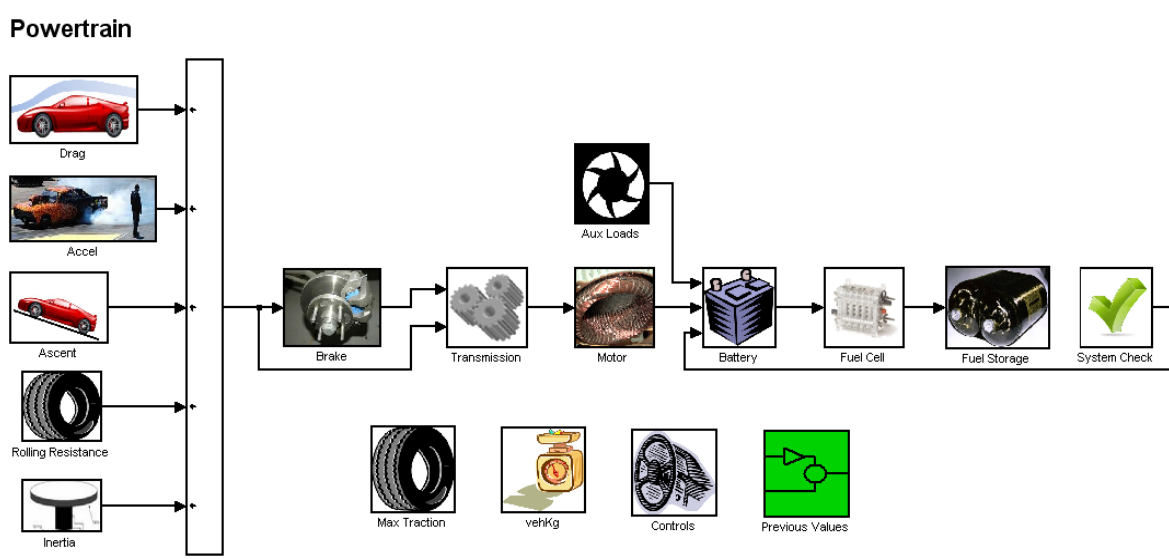 Powertrain
Drag
Aux Loads
Accel
Ascent
Brake
Transmission
Motor
Battery
Fuel Cell
Fuel Storage
System Check
Rolling Resistance
Max Traction
vehKg
Controls
Previous Values
Inertia